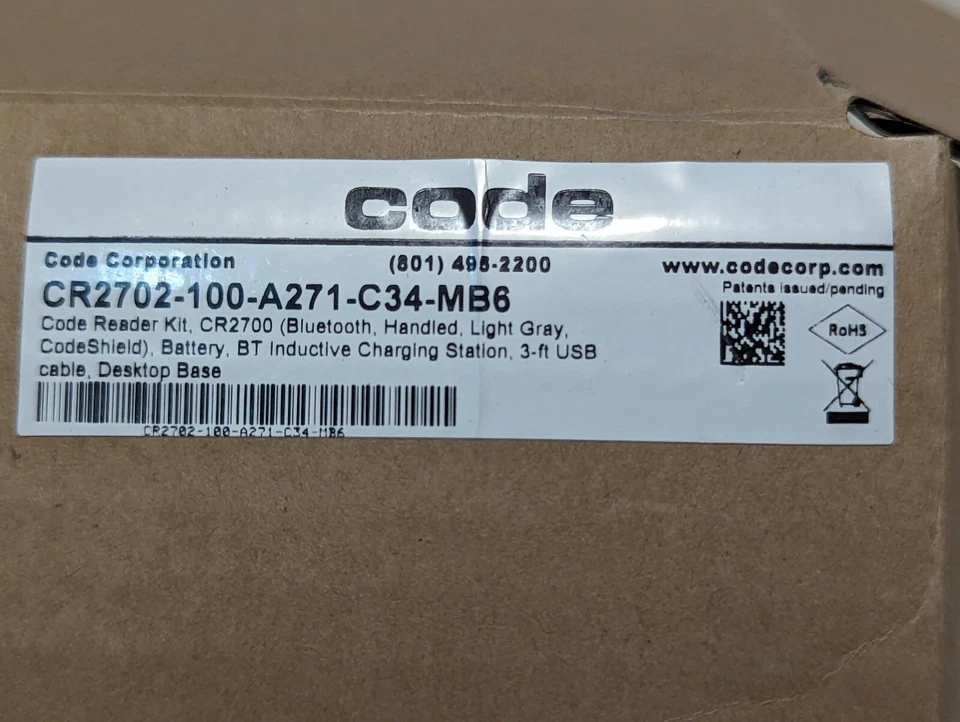 code
Code Corporation (801) 495-2200 www.codecorp.com
Patents issued/pending
CR2702-100-A271-C34-MB6
Code Reader Kit, CR2700 (Bluetooth, Handled, Light Gray,
CodeShield), Battery, BT Inductive Charging Station, 3-ft USB
cable, Desktop Base
CR2702-100-A271-C34-MB6
RoHS